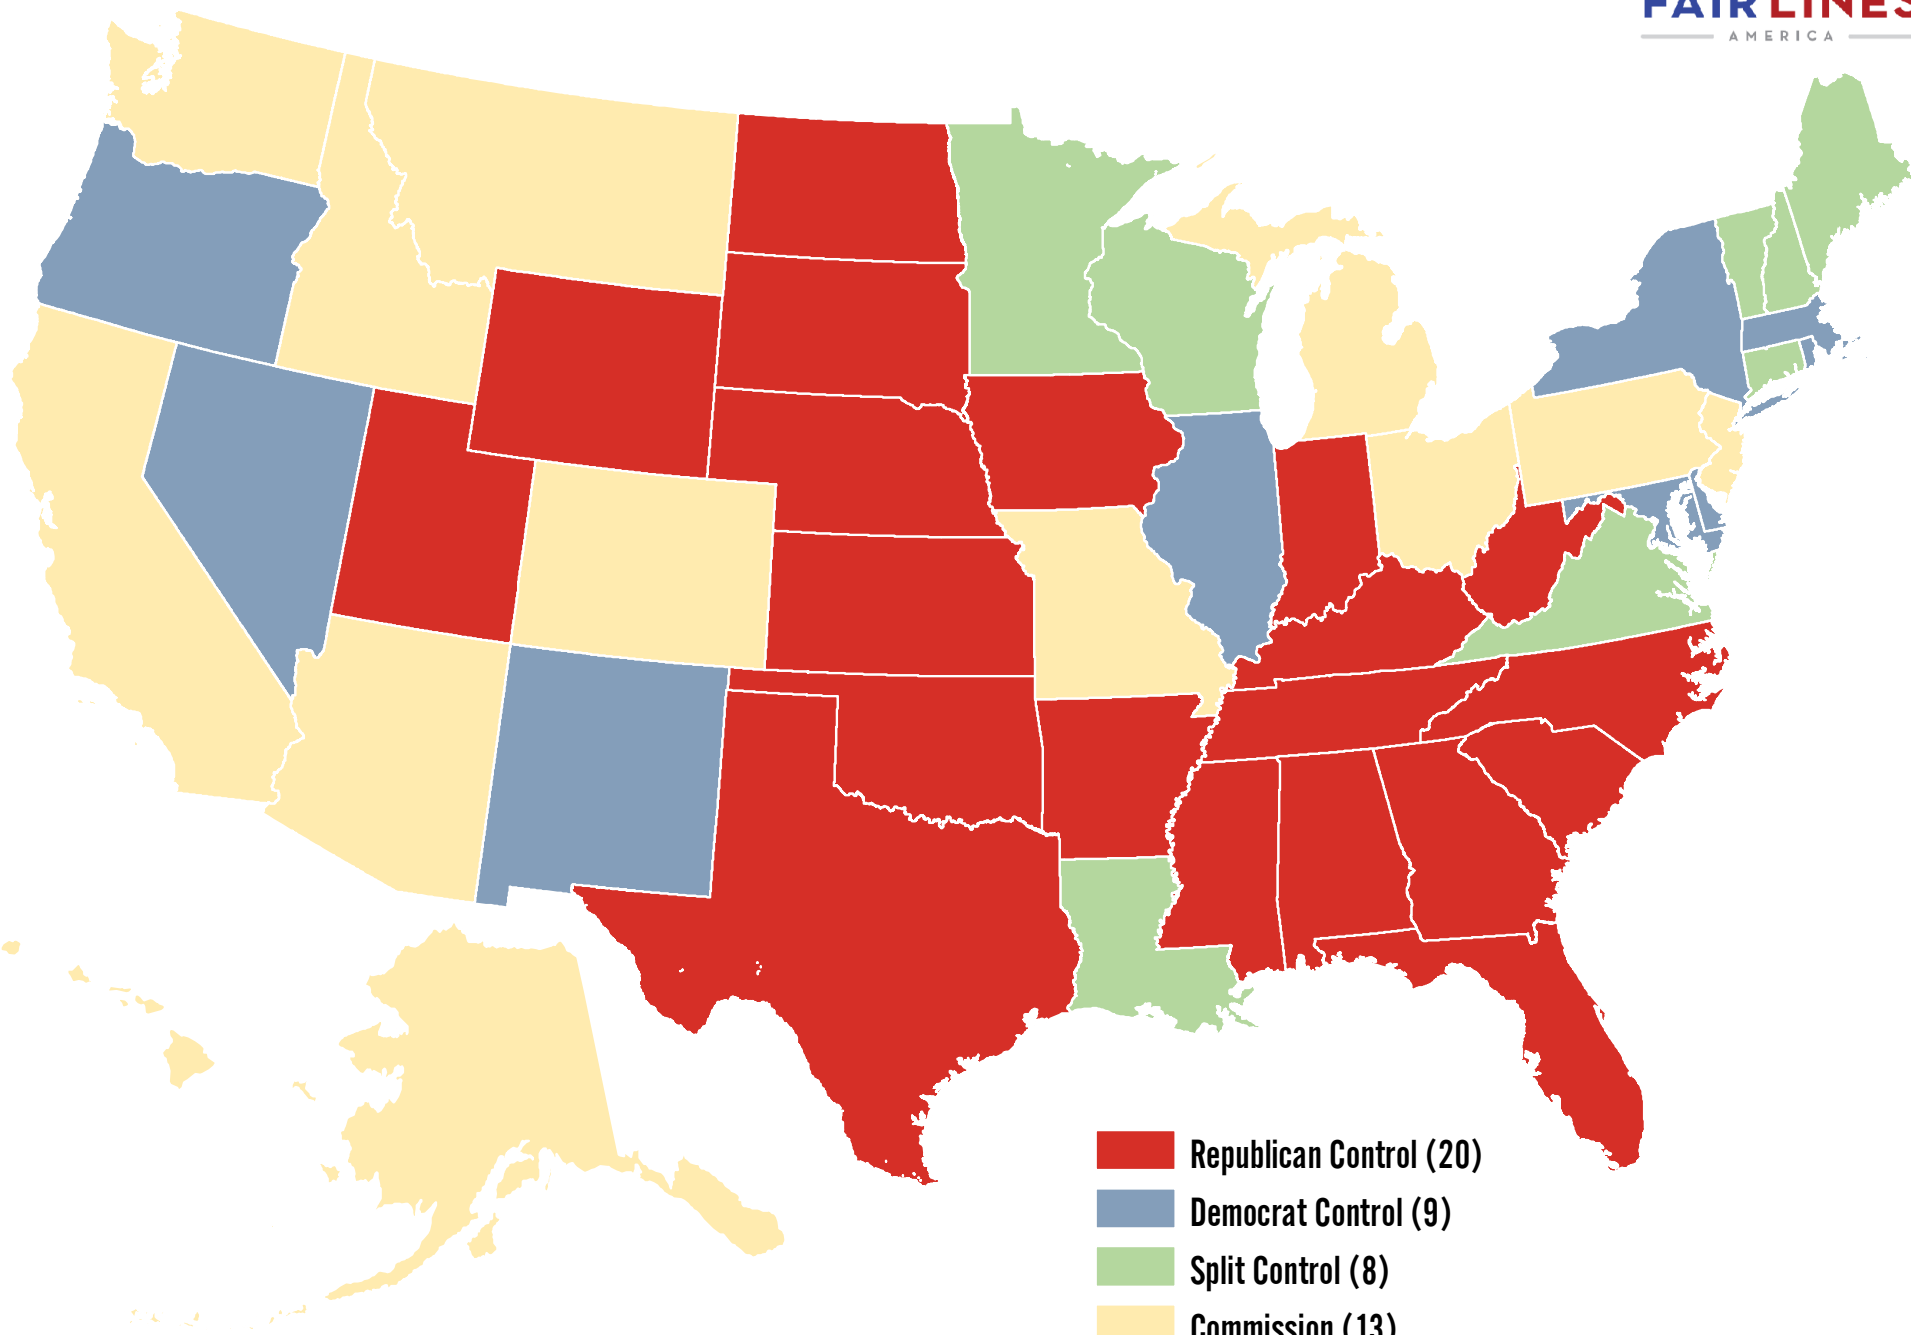 FAIR LINES
AMERICA
Republican Control (20)
Democrat Control (9)
Split Control (8)
Commission (13)